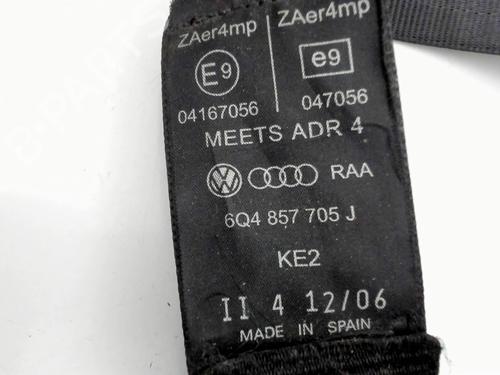 ZAer4mp ZAer4mp
E9 e9
04167056 047056
MEETS ADR 4
RAA
6Q4 857 705 J
KE2
II 4 12/06
MADE IN SPAIN